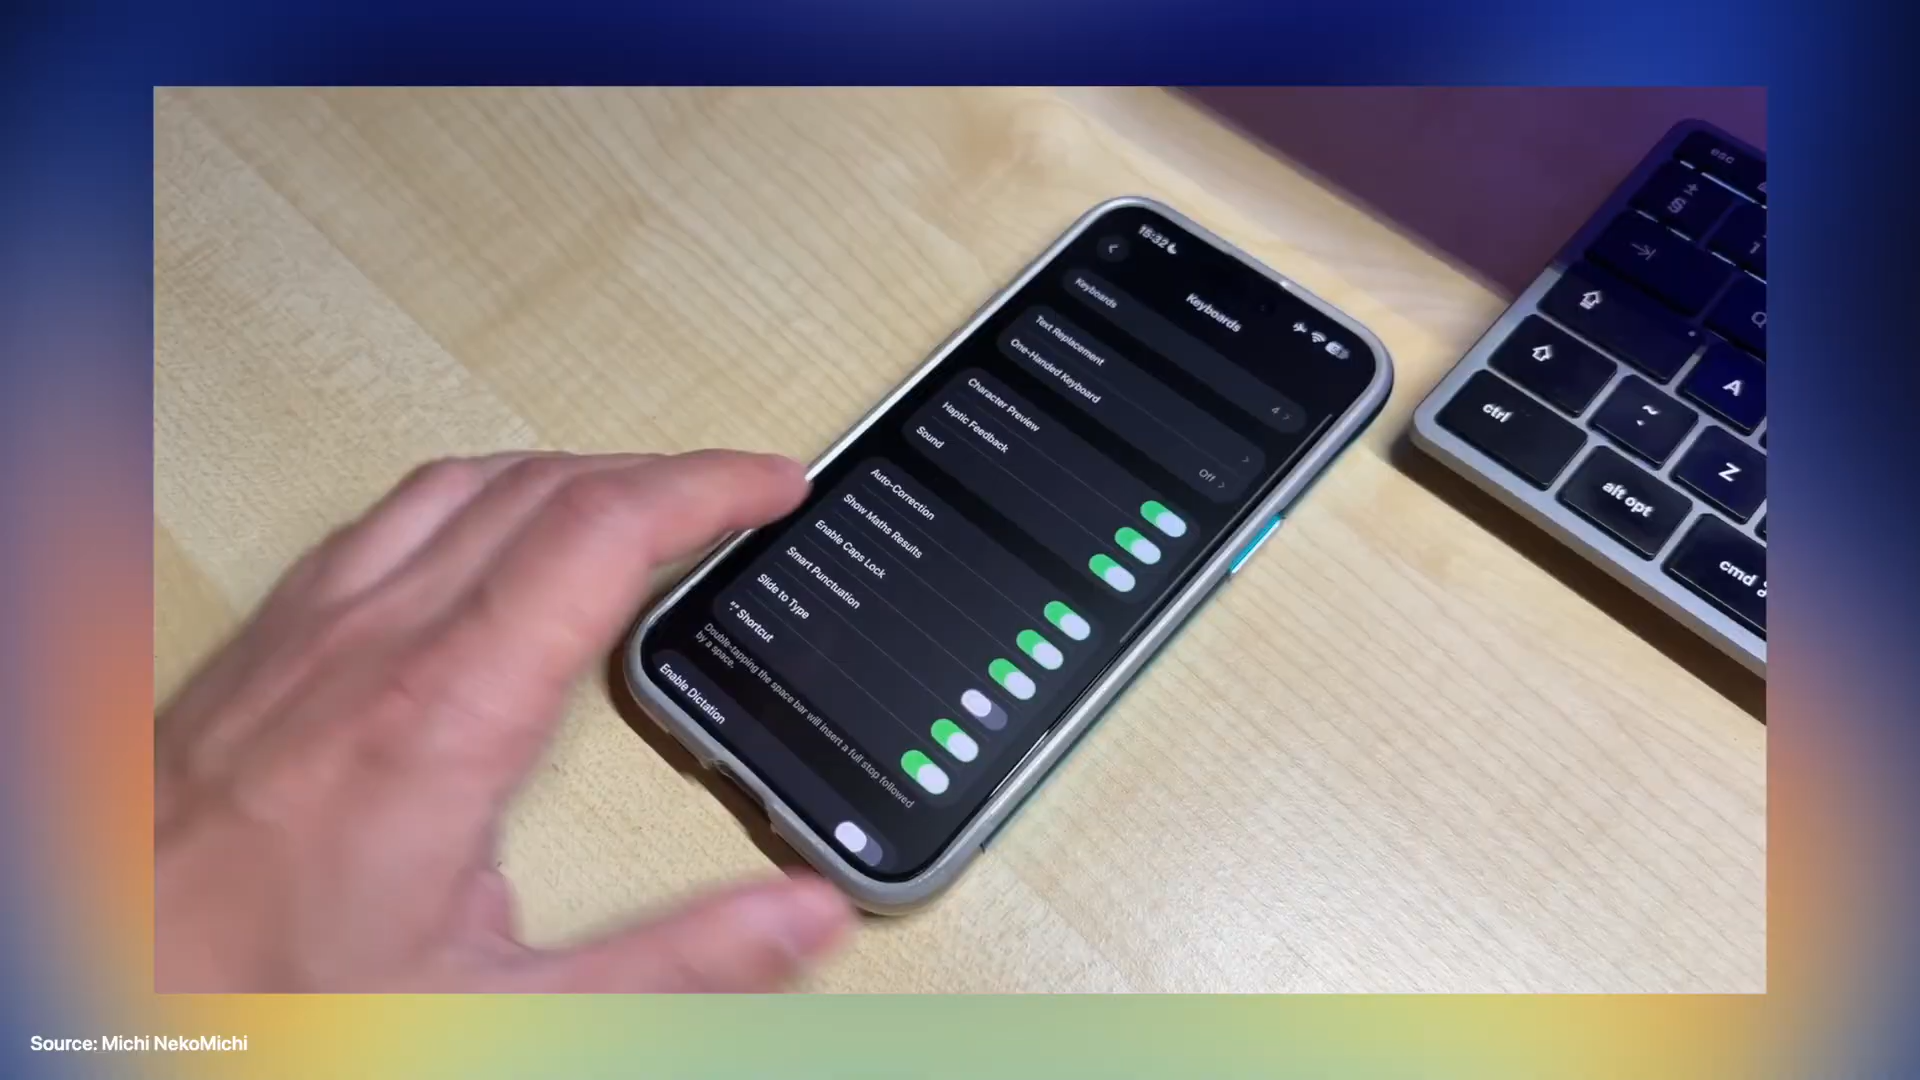 15:32
Keyboards
Keyboards
4
Text Replacement
One-Handed Keyboard
Off
Character Preview
Haptic Feedback
Sound
Auto-Correction
Show Maths Results
Enable Caps Lock
Smart Punctuation
Slide to Type
"." Shortcut
Double-tapping the space bar will insert a full stop followed
by a space.
Enable Dictation
esc
±
§
1
Q
A
ctrl
~
Z
alt opt
cmd
Source: Michi NekoMichi